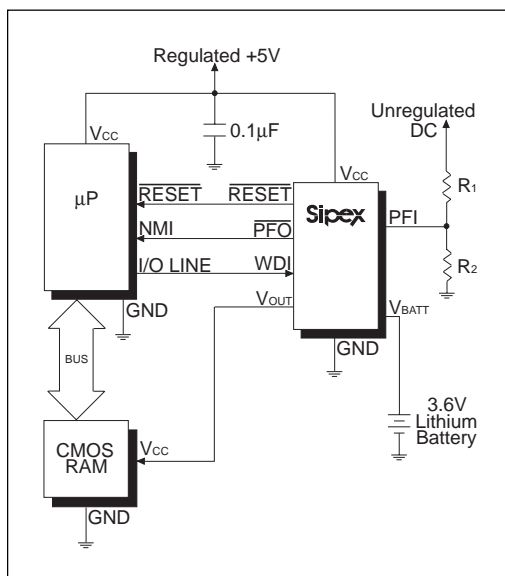 Regulated +5V
Unregulated
DC
VCC
0.1μF
VCC
R1
μP
RESET
RESET
Sipex
PFI
NMI
PFO
R2
I/O LINE
WDI
VOUT
VBATT
GND
GND
BUS
3.6V
Lithium
Battery
CMOS
RAM
VCC
GND